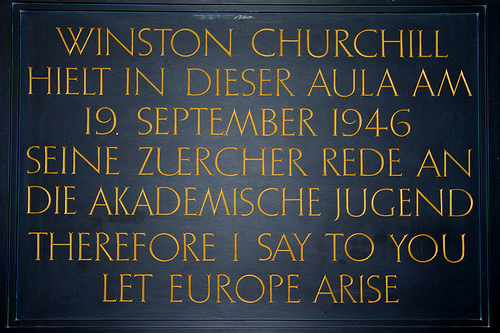 WINSTON CHURCHILL
HIELT IN DIESER AULA AM
19. SEPTEMBER 1946
SEINE ZUERCHER REDE AN
DIE AKADEMISCHE JUGEND
THEREFORE I SAY TO YOU
LET EUROPE ARISE